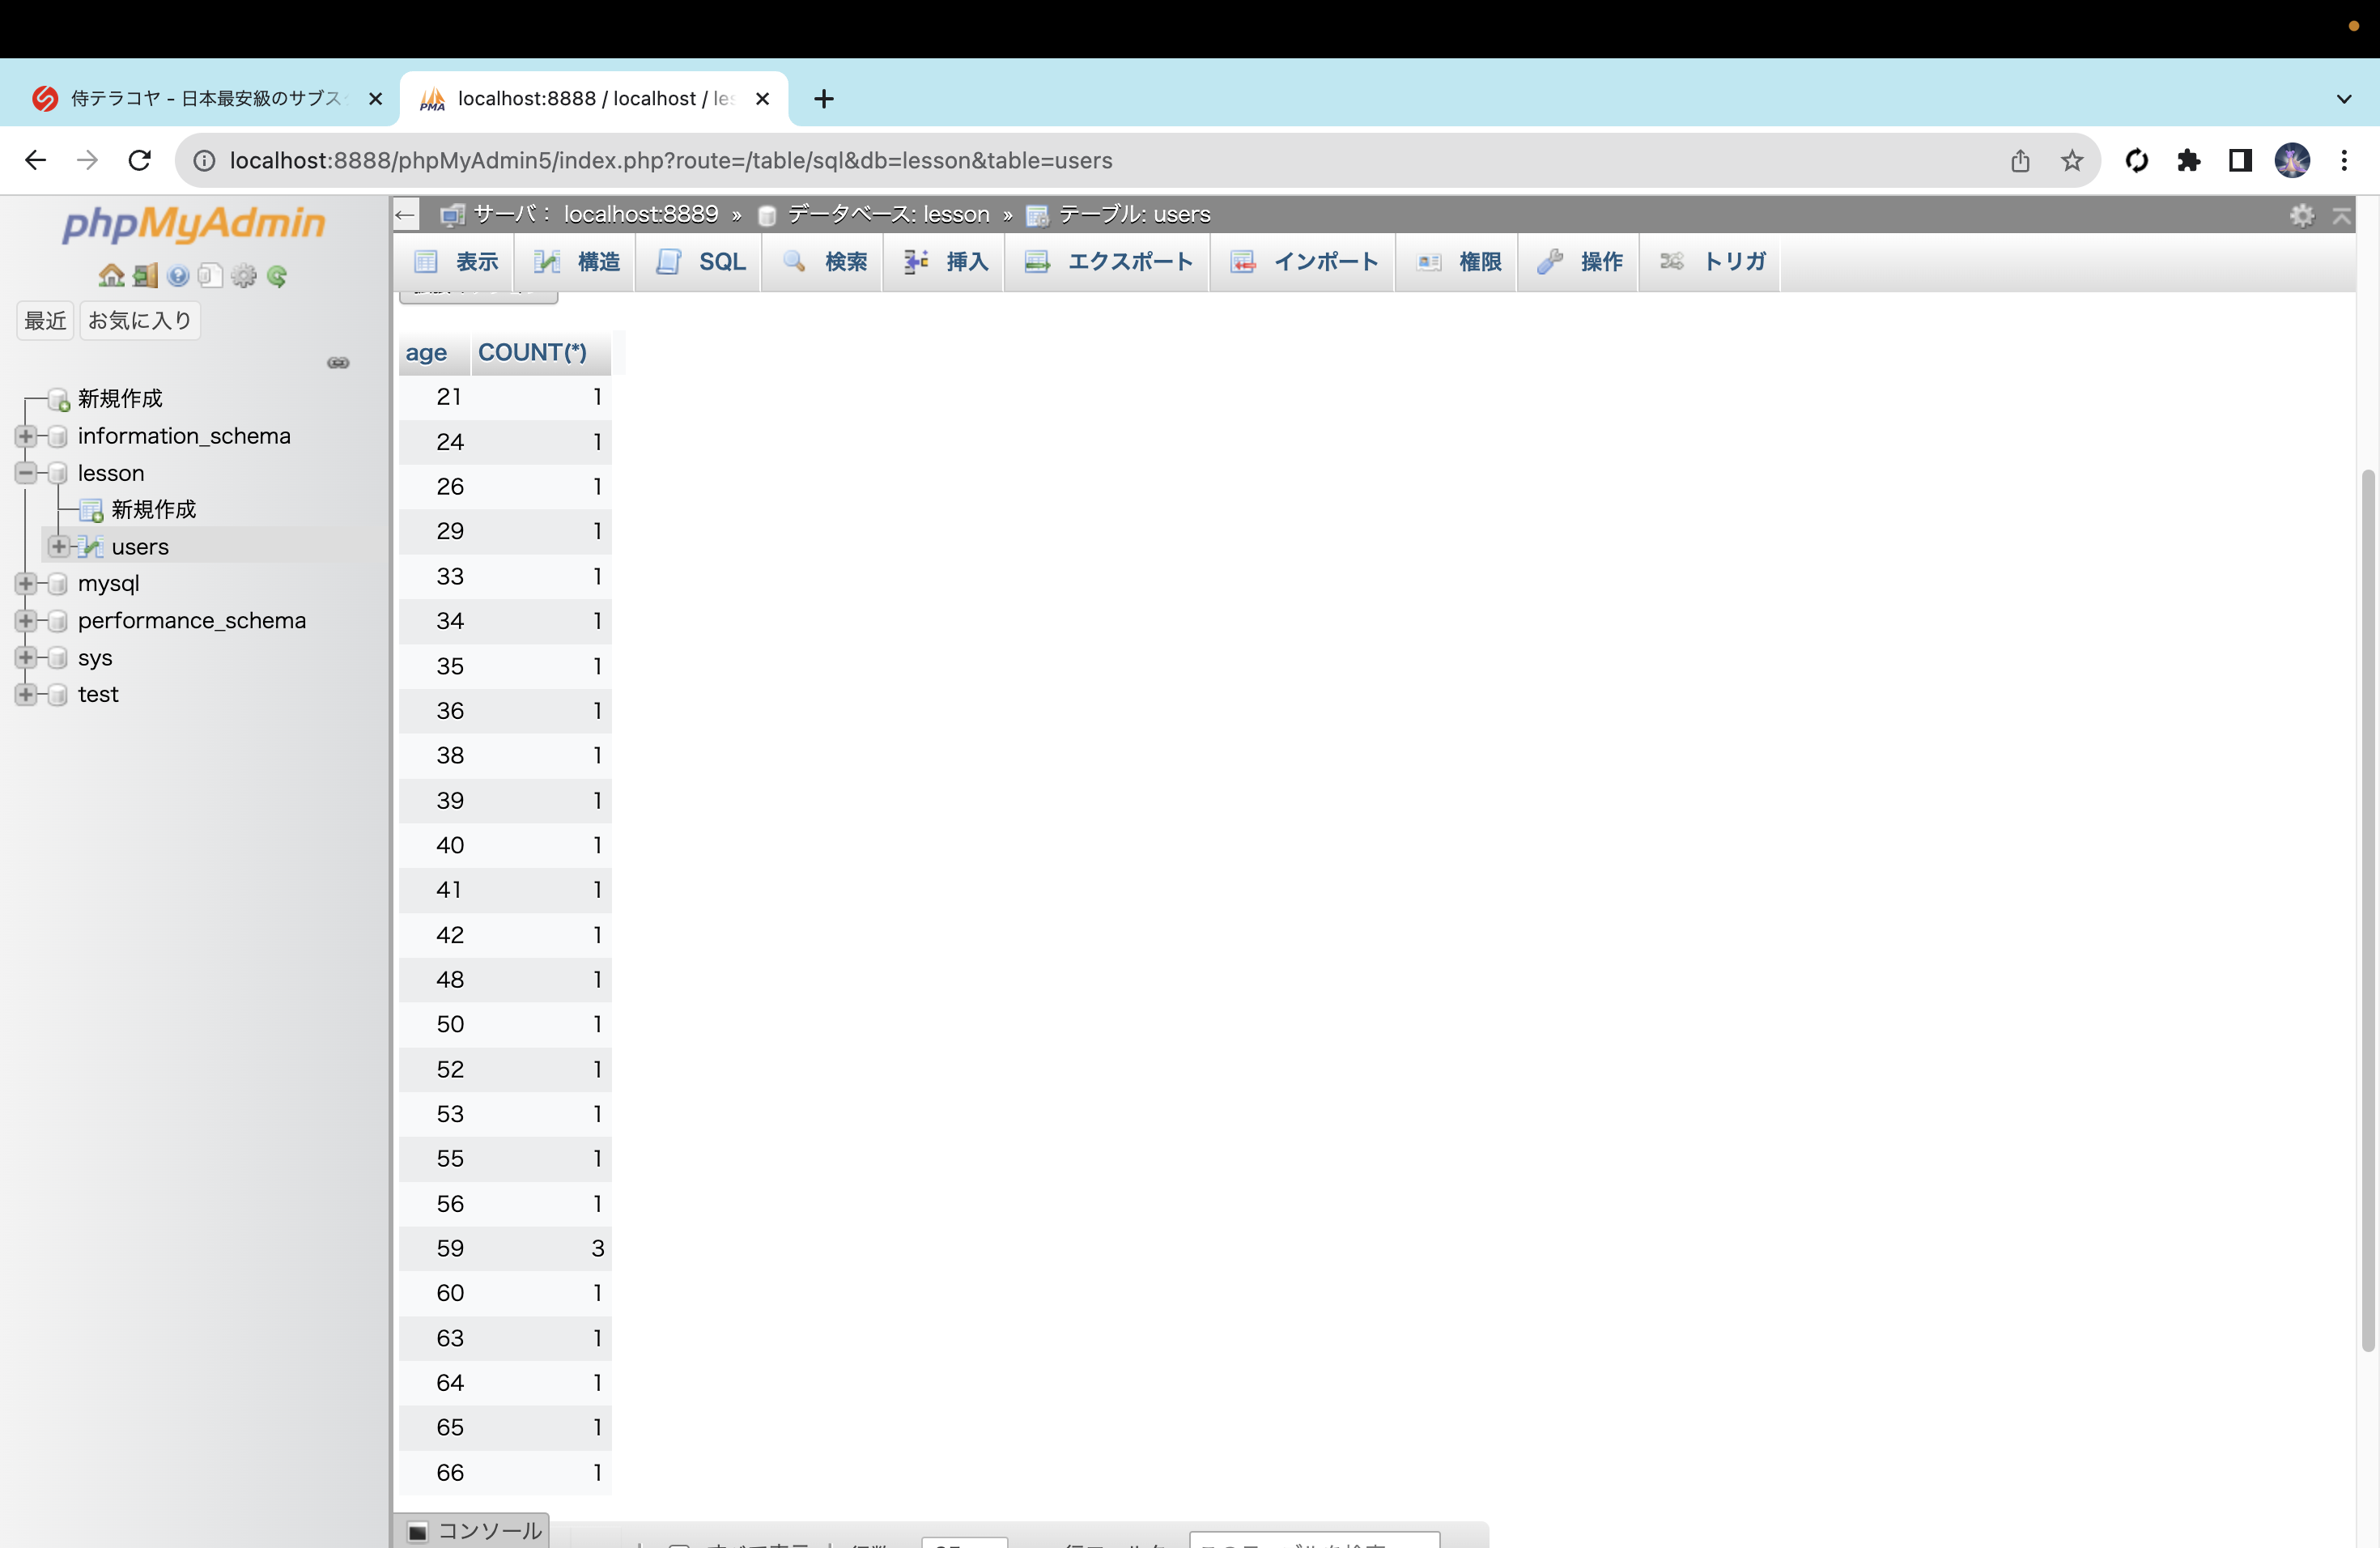 侍テラコヤ - 日本最安級のサブス
localhost:8888 / localhost / les
localhost:8888/phpMyAdmin5/index.php?route=/table/sql&db=lesson&table=users
phpMyAdmin
最近 お気に入り
新規作成
information_schema
lesson
新規作成
users
mysql
performance_schema
sys
test
サーバ: localhost:8889 » データベース: lesson » テーブル: users
表示 構造 SQL 検索 挿入 エクスポート インポート 権限 操作 トリガ
age COUNT(*)
21 1
24 1
26 1
29 1
33 1
34 1
35 1
36 1
38 1
39 1
40 1
41 1
42 1
48 1
50 1
52 1
53 1
55 1
56 1
59 3
60 1
63 1
64 1
65 1
66 1
コンソール